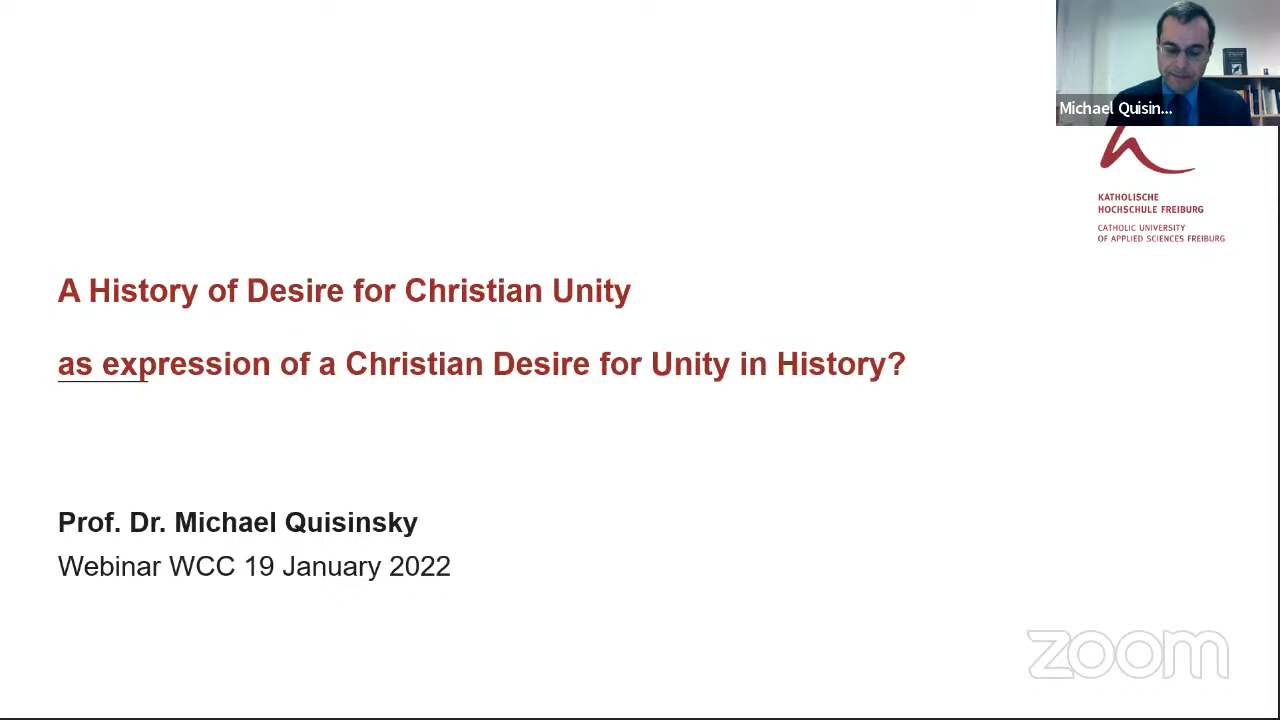 Michael Quisin...
KATHOLISCHE
HOCHSCHULE FREIBURG
CATHOLIC UNIVERSITY
OF APPLIED SCIENCES FREIBURG
A History of Desire for Christian Unity
as expression of a Christian Desire for Unity in History?
Prof. Dr. Michael Quisinsky
Webinar WCC 19 January 2022
zoom